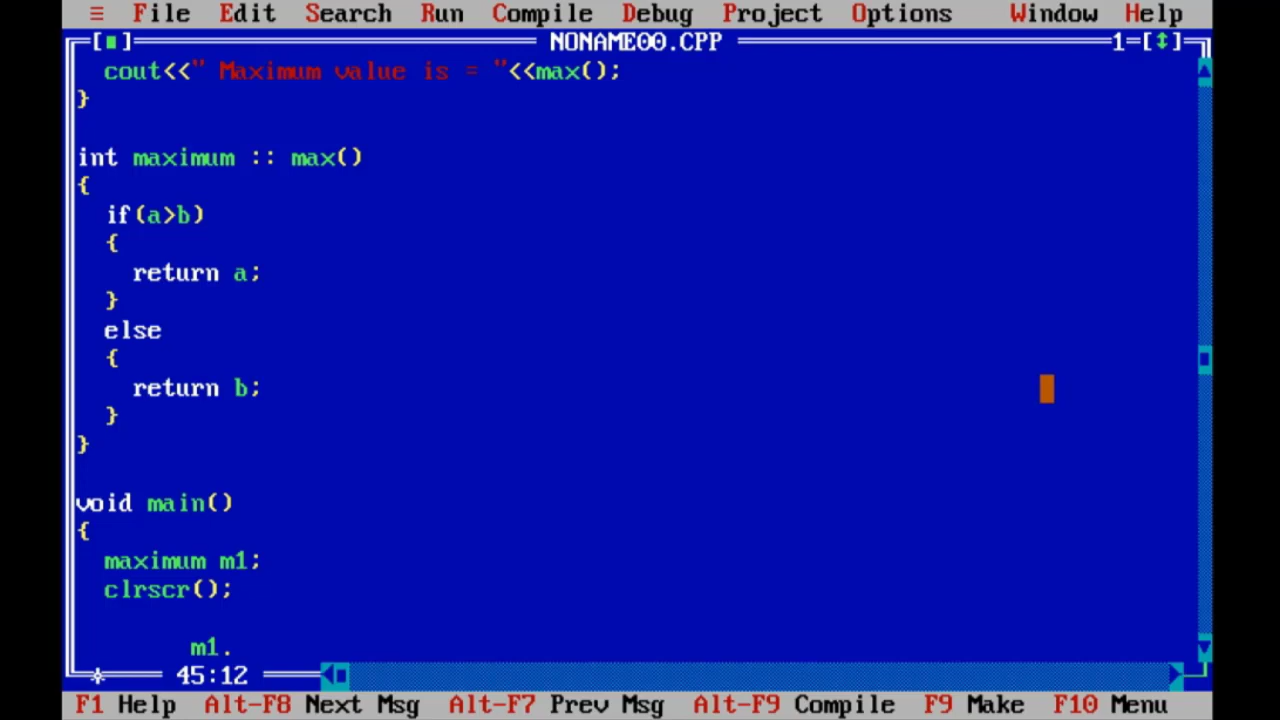 ≡ File Edit Search Run Compile Debug Project Options Window Help
[■] NONAME00.CPP 1=[↕]
cout<<" Maximum value is = "<<max();
}
int maximum :: max()
{
if(a>b)
{
return a;
}
else
{
return b;
}
}
void main()
{
maximum m1;
clrscr();
m1.
45:12
F1 Help Alt-F8 Next Msg Alt-F7 Prev Msg Alt-F9 Compile F9 Make F10 Menu